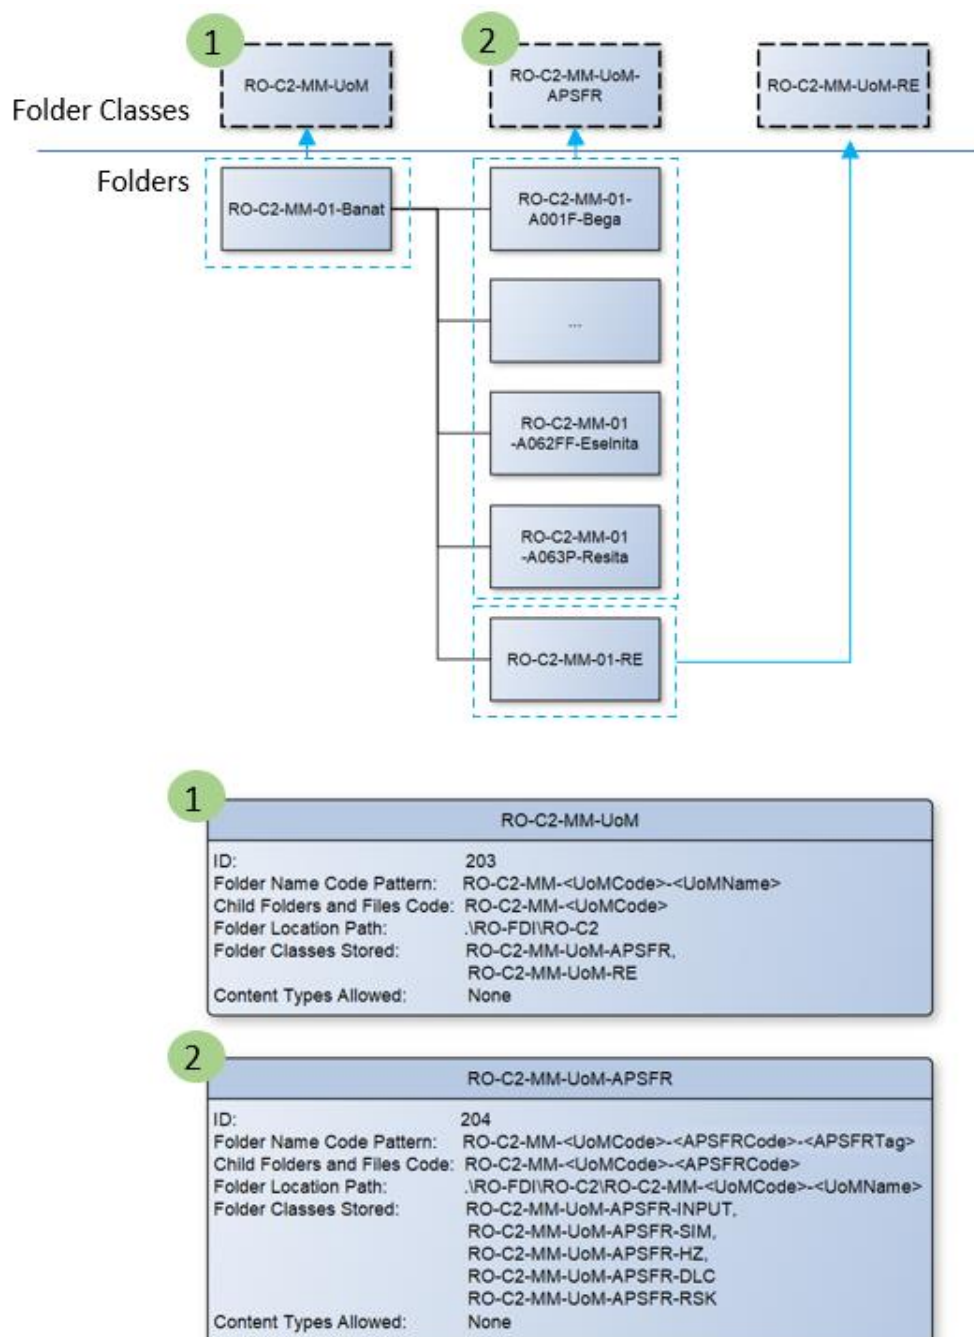 1
2
RO-C2-MM-UoM
RO-C2-MM-UoM-
APSFR
RO-C2-MM-UoM-RE
Folder Classes
Folders
RO-C2-MM-01-Banat
RO-C2-MM-01-
A001F-Bega
...
RO-C2-MM-01
-A062FF-Eselnita
RO-C2-MM-01
-A063P-Resita
RO-C2-MM-01-RE
1
RO-C2-MM-UoM
ID: 203
Folder Name Code Pattern: RO-C2-MM-<UoMCode>-<UoMName>
Child Folders and Files Code: RO-C2-MM-<UoMCode>
Folder Location Path: .\RO-FDI\RO-C2
Folder Classes Stored: RO-C2-MM-UoM-APSFR,
RO-C2-MM-UoM-RE
Content Types Allowed: None
2
RO-C2-MM-UoM-APSFR
ID: 204
Folder Name Code Pattern: RO-C2-MM-<UoMCode>-<APSFRCode>-<APSFRTag>
Child Folders and Files Code: RO-C2-MM-<UoMCode>-<APSFRCode>
Folder Location Path: .\RO-FDI\RO-C2\RO-C2-MM-<UoMCode>-<UoMName>
Folder Classes Stored: RO-C2-MM-UoM-APSFR-INPUT,
RO-C2-MM-UoM-APSFR-SIM,
RO-C2-MM-UoM-APSFR-HZ,
RO-C2-MM-UoM-APSFR-DLC
RO-C2-MM-UoM-APSFR-RSK
Content Types Allowed: None